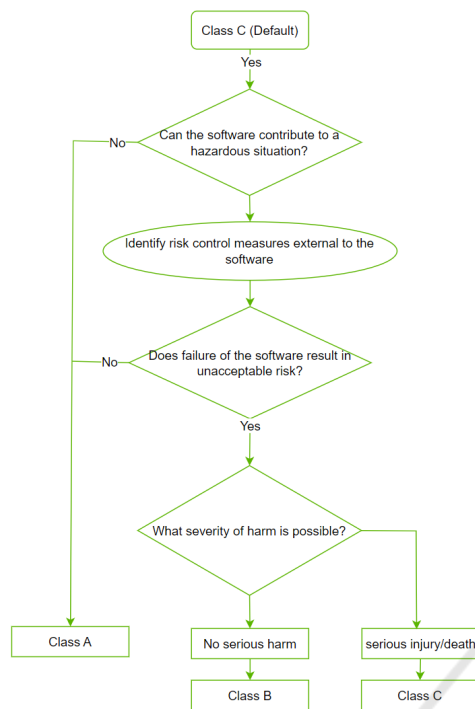 Class C (Default)
Yes
Can the software contribute to a
hazardous situation?
No
Identify risk control measures external to the
software
Does failure of the software result in
unacceptable risk?
No
Yes
What severity of harm is possible?
Class A
No serious harm
serious injury/death
Class B
Class C